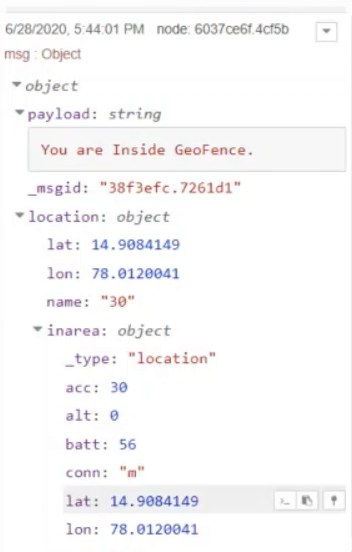 6/28/2020, 5:44:01 PM node: 6037ce6f.4cf5b
msg : Object
object
payload: string
You are Inside GeoFence.
_msgid: "38f3efc.7261d1"
location: object
lat: 14.9084149
lon: 78.0120041
name: "30"
inarea: object
_type: "location"
acc: 30
alt: 0
batt: 56
conn: "m"
lat: 14.9084149
lon: 78.0120041